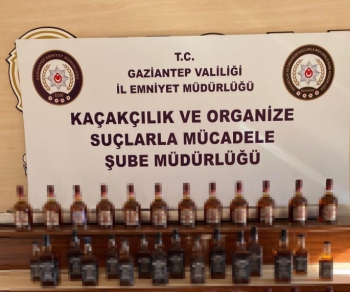 T.C.
GAZİANTEP VALİLİĞİ
İL EMNİYET MÜDÜRLÜĞÜ
KAÇAKÇILIK VE ORGANİZE
SUÇLARLA MÜCADELE
ŞUBE MÜDÜRLÜĞÜ